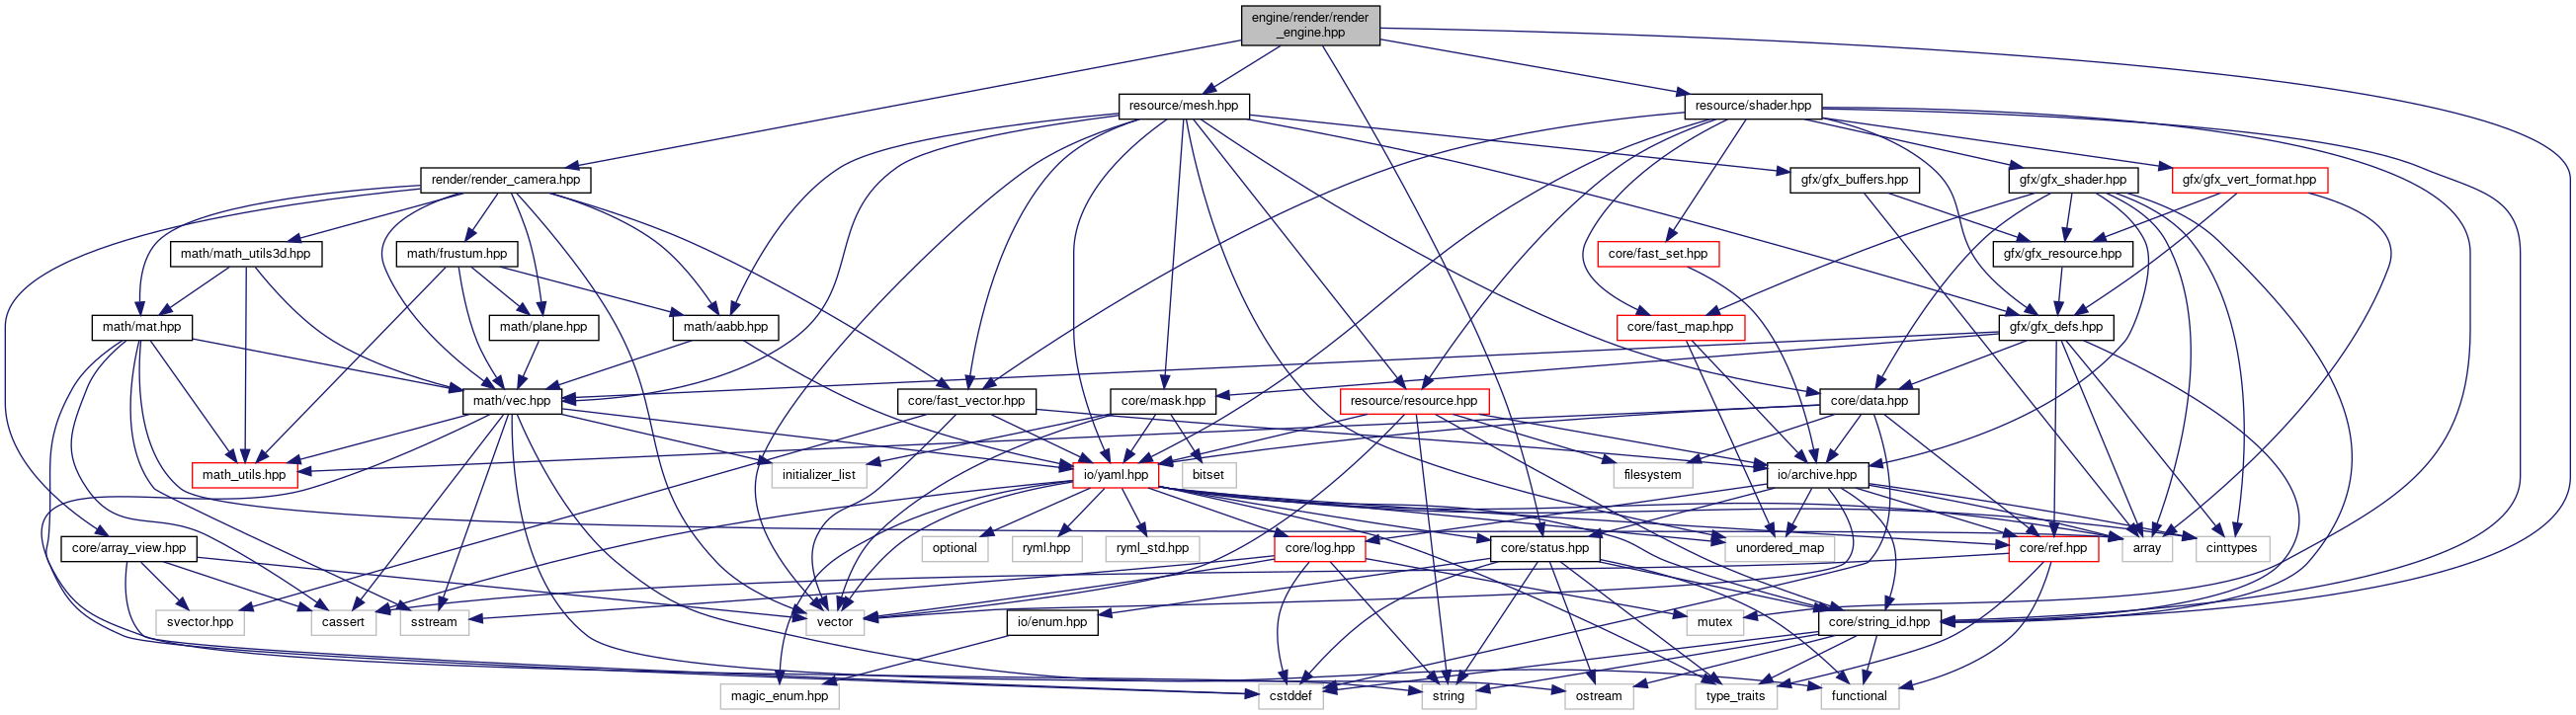 engine/render/render
_engine.hpp
resource/mesh.hpp
resource/shader.hpp
render/render_camera.hpp
gfx/gfx_buffers.hpp
gfx/gfx_shader.hpp
gfx/gfx_vert_format.hpp
math/math_utils3d.hpp
math/frustum.hpp
core/fast_set.hpp
gfx/gfx_resource.hpp
math/mat.hpp
math/plane.hpp
math/aabb.hpp
core/fast_map.hpp
gfx/gfx_defs.hpp
math/vec.hpp
core/fast_vector.hpp
core/mask.hpp
resource/resource.hpp
core/data.hpp
math_utils.hpp
initializer_list
io/yaml.hpp
bitset
filesystem
io/archive.hpp
core/array_view.hpp
optional
ryml.hpp
ryml_std.hpp
core/log.hpp
core/status.hpp
unordered_map
core/ref.hpp
array
cinttypes
svector.hpp
cassert
sstream
vector
io/enum.hpp
mutex
core/string_id.hpp
magic_enum.hpp
cstddef
string
ostream
type_traits
functional